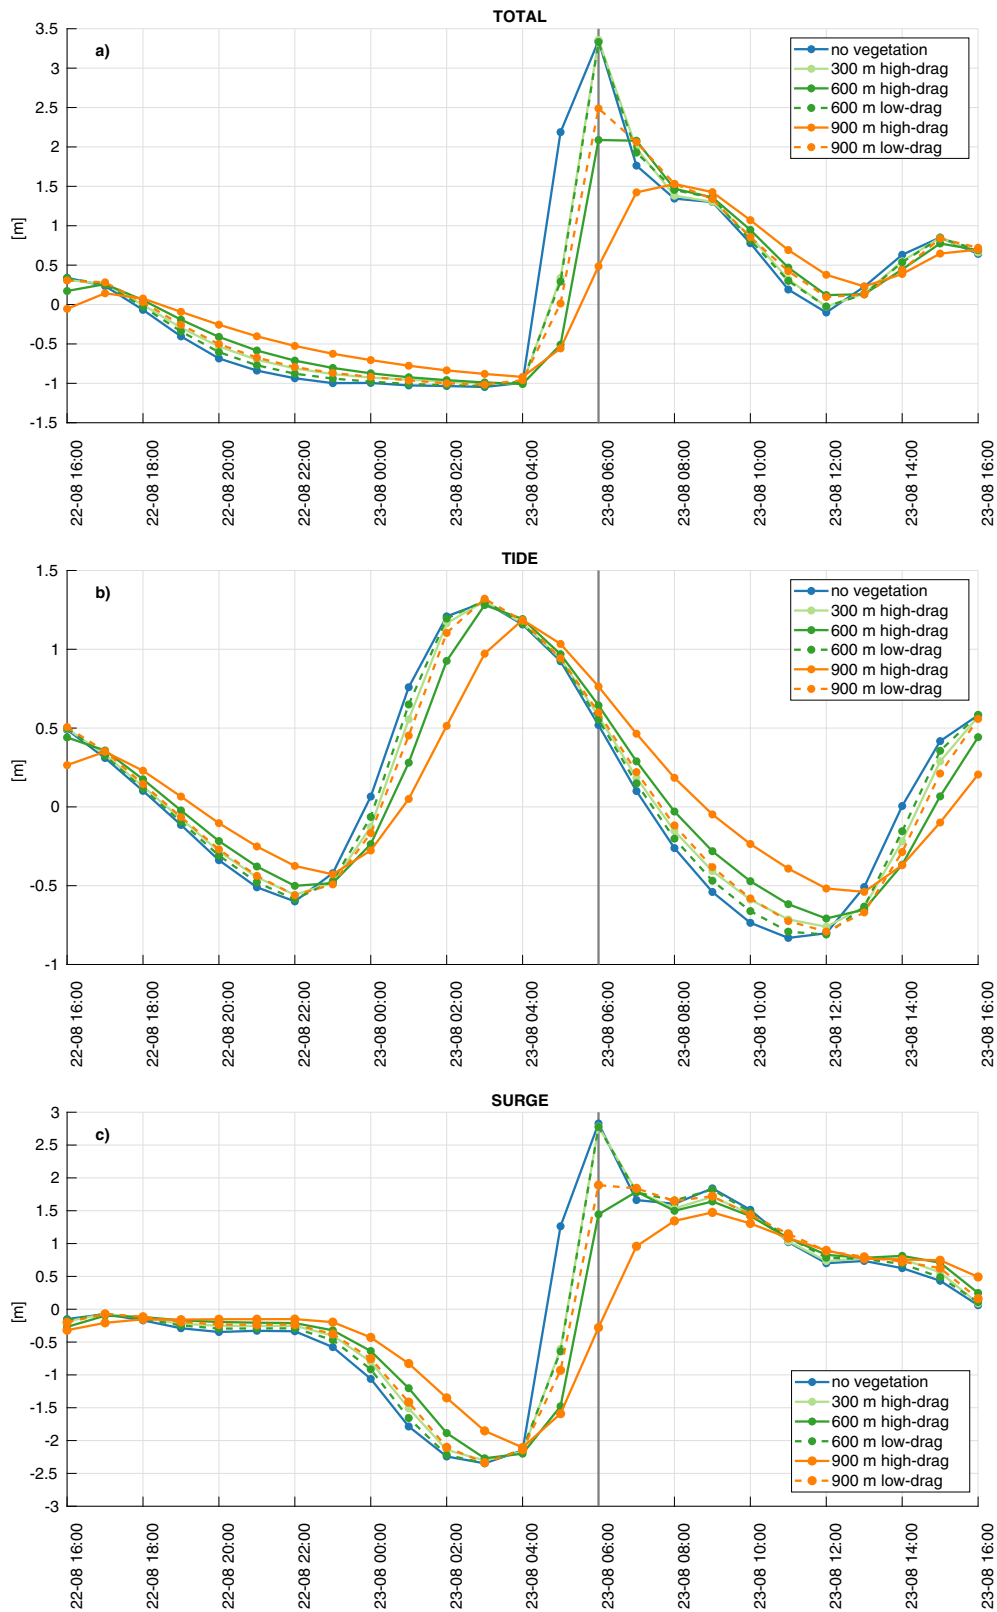 TOTAL
a)
3.5
3
2.5
2
1.5
1
0.5
0
-0.5
-1
-1.5
[m]
no vegetation
300 m high-drag
600 m high-drag
600 m low-drag
900 m high-drag
900 m low-drag
22-08 16:00
22-08 18:00
22-08 20:00
22-08 22:00
23-08 00:00
23-08 02:00
23-08 04:00
23-08 06:00
23-08 08:00
23-08 10:00
23-08 12:00
23-08 14:00
23-08 16:00
TIDE
b)
1.5
1
0.5
0
-0.5
-1
[m]
no vegetation
300 m high-drag
600 m high-drag
600 m low-drag
900 m high-drag
900 m low-drag
22-08 16:00
22-08 18:00
22-08 20:00
22-08 22:00
23-08 00:00
23-08 02:00
23-08 04:00
23-08 06:00
23-08 08:00
23-08 10:00
23-08 12:00
23-08 14:00
23-08 16:00
SURGE
c)
3
2.5
2
1.5
1
0.5
0
-0.5
-1
-1.5
-2
-2.5
-3
[m]
no vegetation
300 m high-drag
600 m high-drag
600 m low-drag
900 m high-drag
900 m low-drag
22-08 16:00
22-08 18:00
22-08 20:00
22-08 22:00
23-08 00:00
23-08 02:00
23-08 04:00
23-08 06:00
23-08 08:00
23-08 10:00
23-08 12:00
23-08 14:00
23-08 16:00